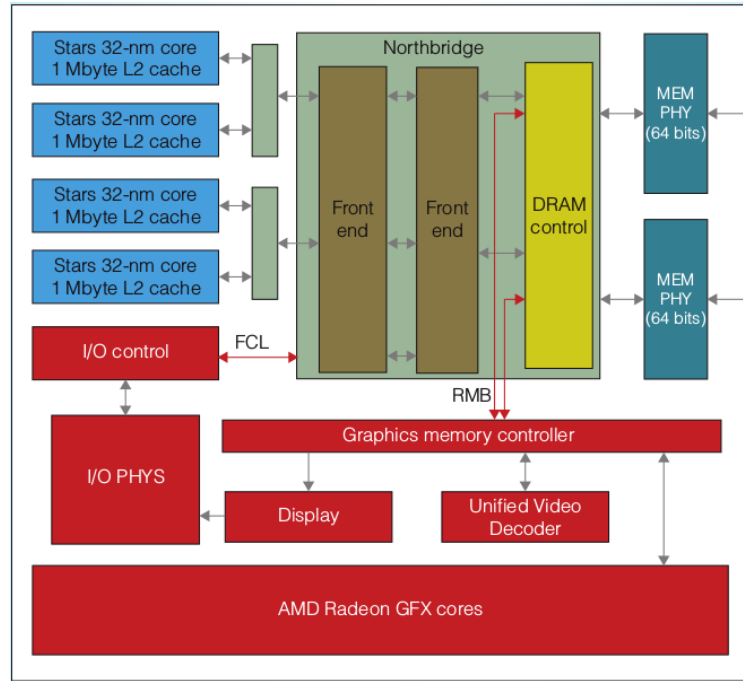 Stars 32-nm core
1 Mbyte L2 cache
Stars 32-nm core
1 Mbyte L2 cache
Stars 32-nm core
1 Mbyte L2 cache
Stars 32-nm core
1 Mbyte L2 cache
Northbridge
Front
end
Front
end
DRAM
control
MEM
PHY
(64 bits)
MEM
PHY
(64 bits)
I/O control
FCL
RMB
Graphics memory controller
I/O PHYS
Display
Unified Video
Decoder
AMD Radeon GFX cores